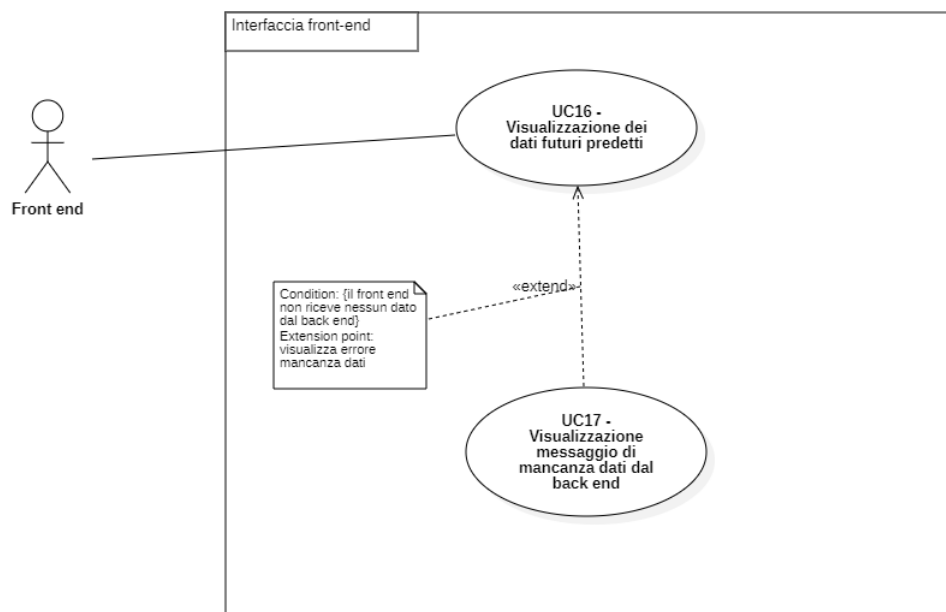 Interfaccia front-end
UC16 -
Visualizzazione dei
dati futuri predetti
Front end
«extend»
Condition: {il front end
non riceve nessun dato
dal back end}
Extension point:
visualizza errore
mancanza dati
UC17 -
Visualizzazione
messaggio di
mancanza dati dal
back end